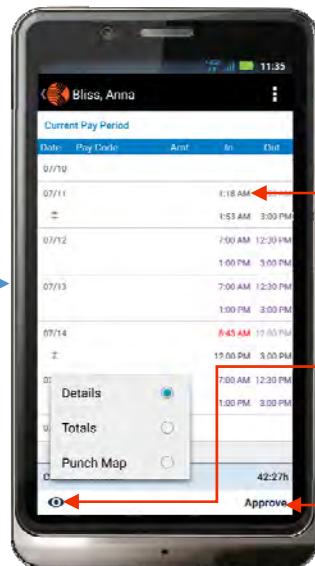 11:35
Bliss, Anna
Current Pay Period
Date Pay Code Amt In Out
07/10
07/11 1:18 AM
1:53 AM 3:00 PM
07/12 7:00 AM 12:30 PM
1:00 PM 3:00 PM
07/13 7:00 AM 12:30 PM
1:00 PM 3:00 PM
07/14 8:45 AM 12:00 PM
12:00 PM 3:00 PM
7:00 AM 12:30 PM
1:00 PM 3:00 PM
Details
Totals
Punch Map
42:27h
Approve